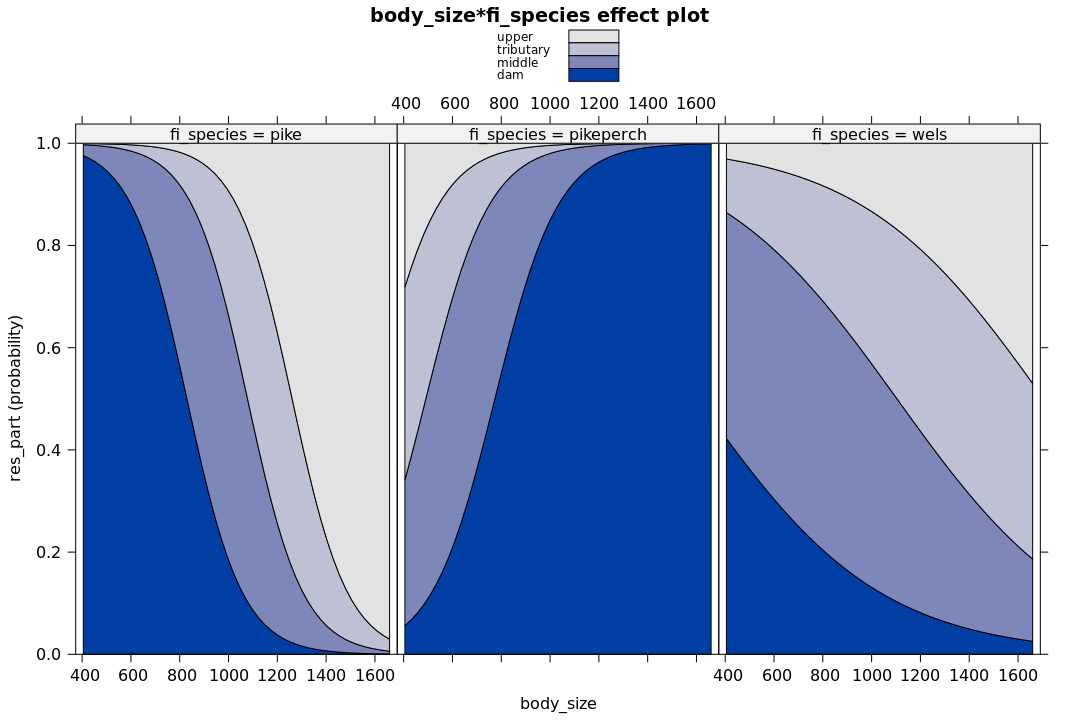 body_size*fi_species effect plot
upper
tributary
middle
dam
400 600 800 1000 1200 1400 1600
fi_species = pike fi_species = pikeperch fi_species = wels
1.0
0.8
0.6
0.4
0.2
0.0
res_part (probability)
400 600 800 1000 1200 1400 1600 400 600 800 1000 1200 1400 1600
body_size